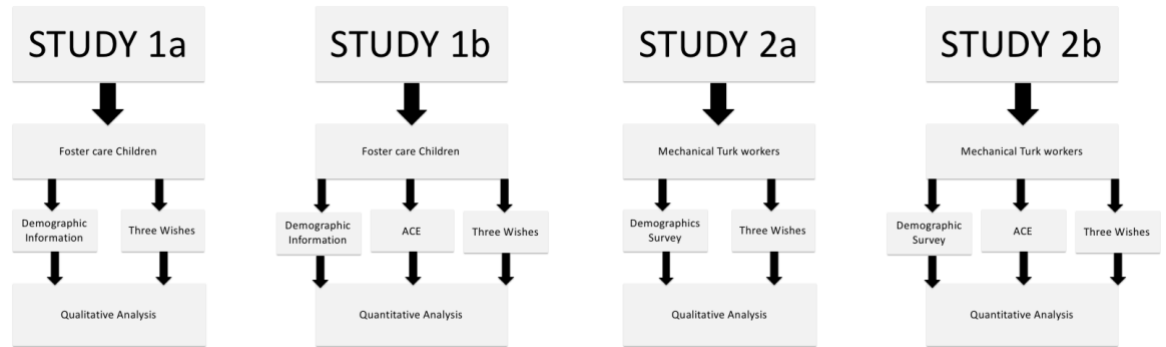 STUDY 1a
Foster care Children
Demographic
Information
Three Wishes
Qualitative Analysis
STUDY 1b
Foster care Children
Demographic
Information
ACE
Three Wishes
Quantitative Analysis
STUDY 2a
Mechanical Turk workers
Demographics
Survey
Three Wishes
Qualitative Analysis
STUDY 2b
Mechanical Turk workers
Demographic
Survey
ACE
Three Wishes
Quantitative Analysis